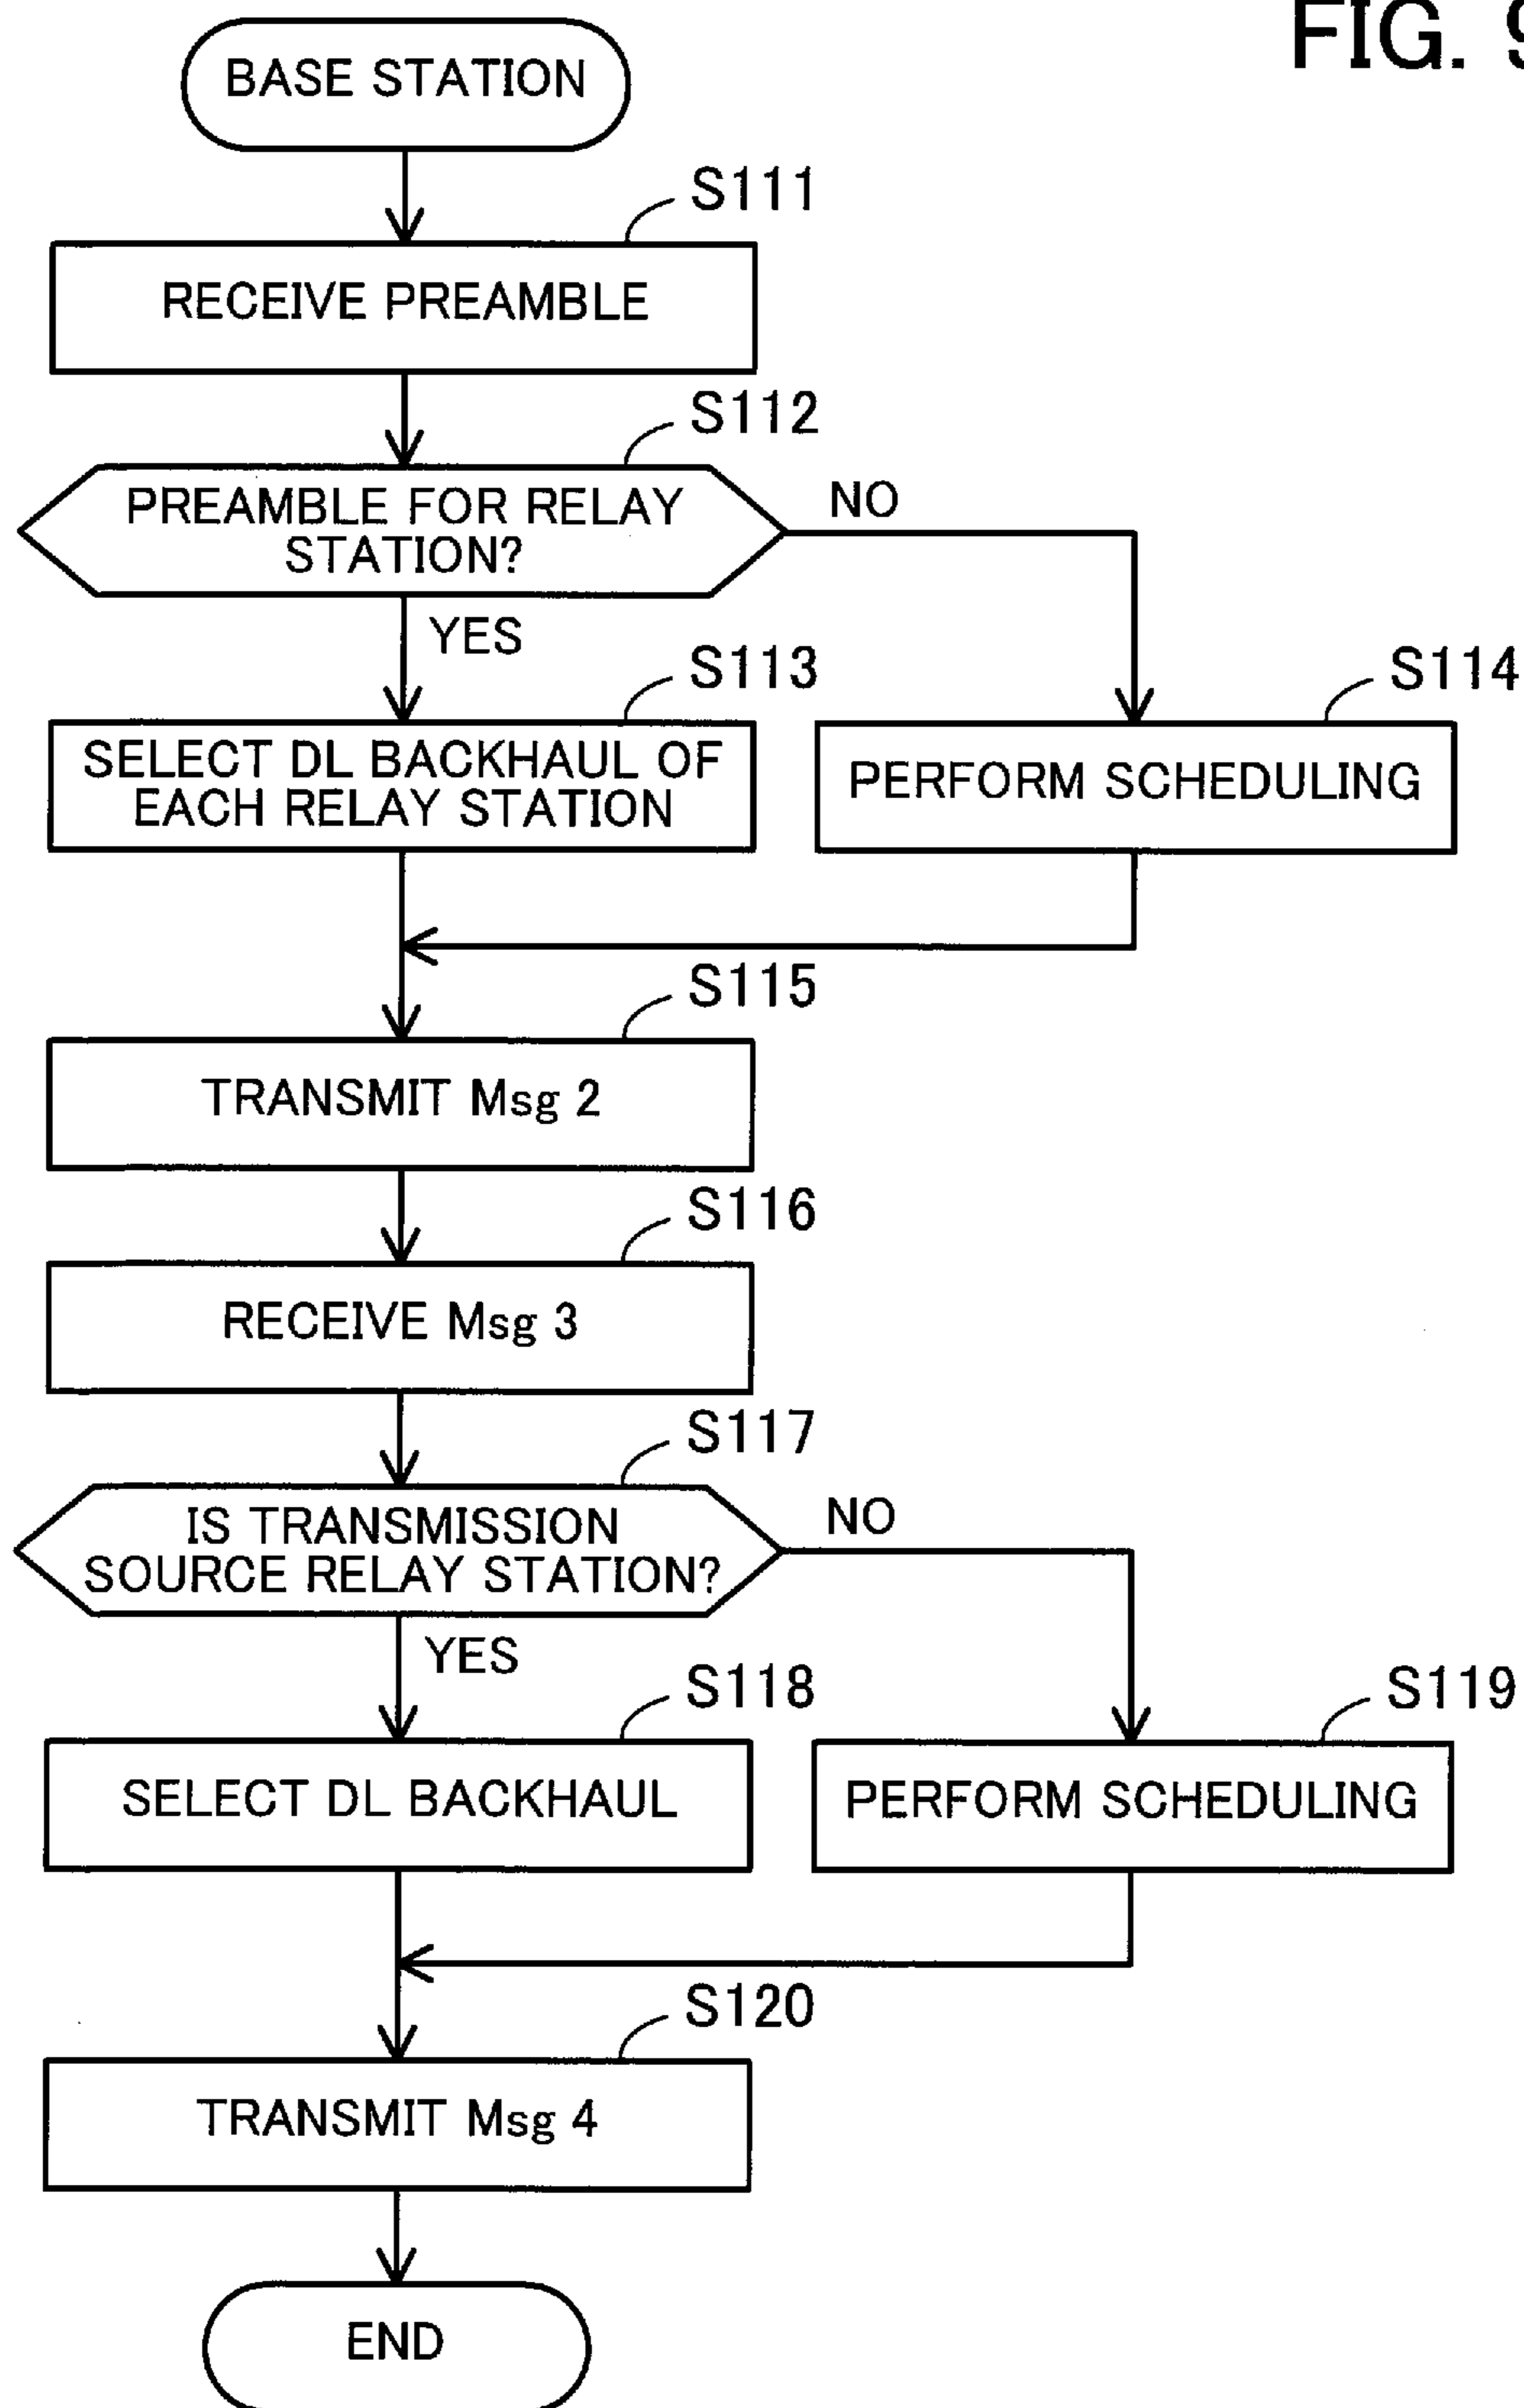 FIG. 9
BASE STATION
S111
RECEIVE PREAMBLE
S112
PREAMBLE FOR RELAY
STATION?
NO
YES
S113
SELECT DL BACKHAUL OF
EACH RELAY STATION
S114
PERFORM SCHEDULING
S115
TRANSMIT Msg 2
S116
RECEIVE Msg 3
S117
IS TRANSMISSION
SOURCE RELAY STATION?
NO
YES
S118
SELECT DL BACKHAUL
S119
PERFORM SCHEDULING
S120
TRANSMIT Msg 4
END